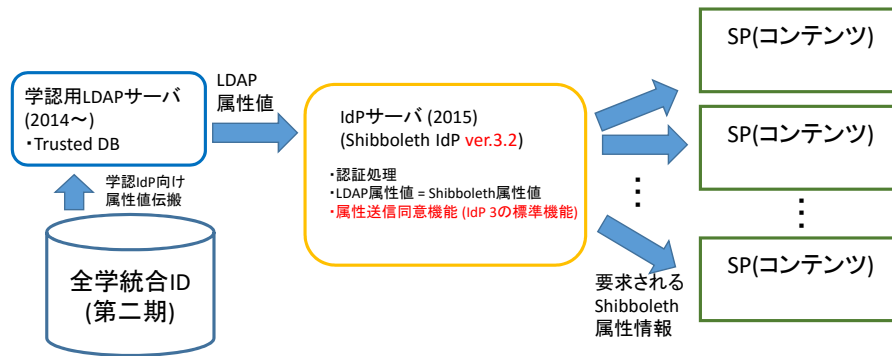 学認用LDAPサーバ
(2014～)
・Trusted DB
学認IdP向け
属性値伝搬
全学統合ID
(第二期)
LDAP
属性値
IdPサーバ (2015)
(Shibboleth IdP ver.3.2)
・認証処理
・LDAP属性値 = Shibboleth属性値
・属性送信同意機能 (IdP 3の標準機能)
⋮
要求される
Shibboleth
属性情報
SP(コンテンツ)
SP(コンテンツ)
⋮
SP(コンテンツ)